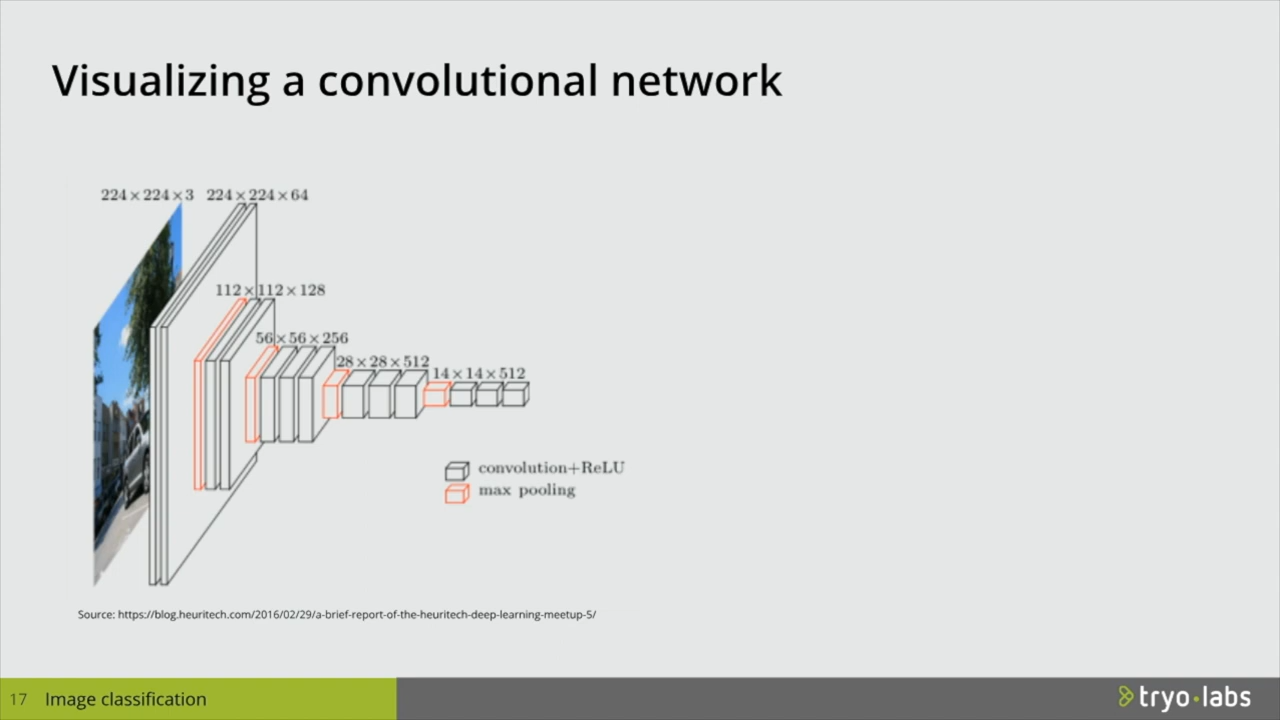 Visualizing a convolutional network
224×224×3 224×224×64
112×112×128
56×56×256
28×28×512
14×14×512
convolution+ReLU
max pooling
Source: https://blog.heuritech.com/2016/02/29/a-brief-report-of-the-heuritech-deep-learning-meetup-5/
17 Image classification
tryo·labs